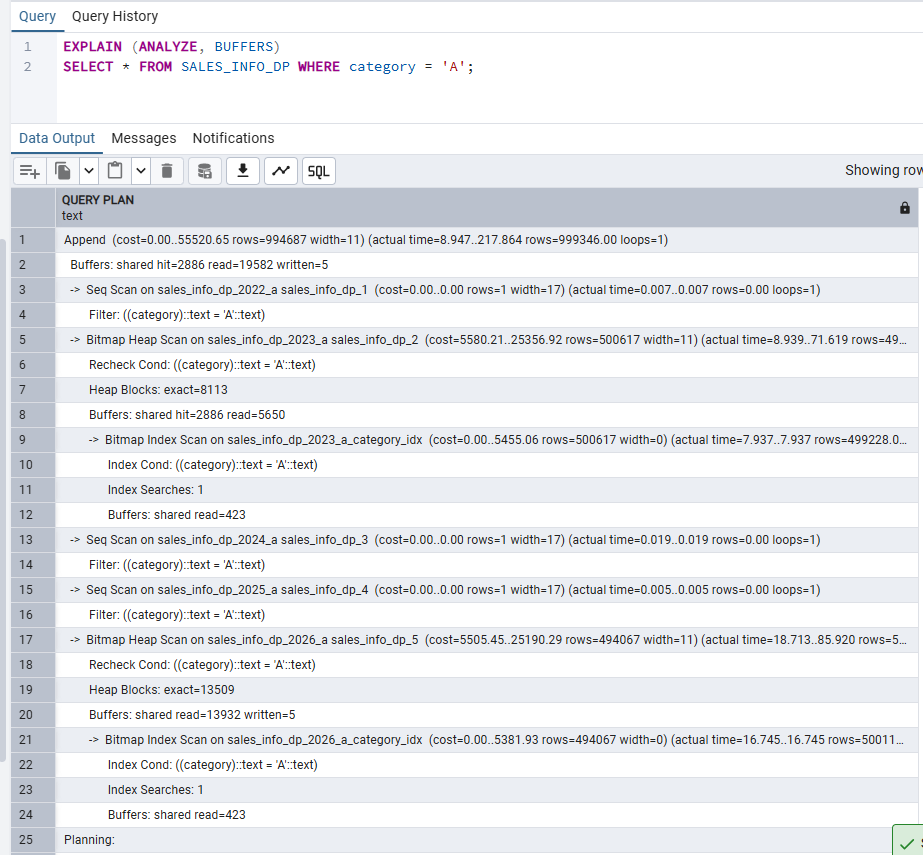 Query Query History
1 EXPLAIN (ANALYZE, BUFFERS)
2 SELECT * FROM SALES_INFO_DP WHERE category = 'A';
Data Output Messages Notifications
SQL Showing row
QUERY PLAN
text
1 Append (cost=0.00..55520.65 rows=994687 width=11) (actual time=8.947..217.864 rows=999346.00 loops=1)
2 Buffers: shared hit=2886 read=19582 written=5
3 -> Seq Scan on sales_info_dp_2022_a sales_info_dp_1 (cost=0.00..0.00 rows=1 width=17) (actual time=0.007..0.007 rows=0.00 loops=1)
4 Filter: ((category)::text = 'A'::text)
5 -> Bitmap Heap Scan on sales_info_dp_2023_a sales_info_dp_2 (cost=5580.21..25356.92 rows=500617 width=11) (actual time=8.939..71.619 rows=49...
6 Recheck Cond: ((category)::text = 'A'::text)
7 Heap Blocks: exact=8113
8 Buffers: shared hit=2886 read=5650
9 -> Bitmap Index Scan on sales_info_dp_2023_a_category_idx (cost=0.00..5455.06 rows=500617 width=0) (actual time=7.937..7.937 rows=499228.0...
10 Index Cond: ((category)::text = 'A'::text)
11 Index Searches: 1
12 Buffers: shared read=423
13 -> Seq Scan on sales_info_dp_2024_a sales_info_dp_3 (cost=0.00..0.00 rows=1 width=17) (actual time=0.019..0.019 rows=0.00 loops=1)
14 Filter: ((category)::text = 'A'::text)
15 -> Seq Scan on sales_info_dp_2025_a sales_info_dp_4 (cost=0.00..0.00 rows=1 width=17) (actual time=0.005..0.005 rows=0.00 loops=1)
16 Filter: ((category)::text = 'A'::text)
17 -> Bitmap Heap Scan on sales_info_dp_2026_a sales_info_dp_5 (cost=5505.45..25190.29 rows=494067 width=11) (actual time=18.713..85.920 rows=5...
18 Recheck Cond: ((category)::text = 'A'::text)
19 Heap Blocks: exact=13509
20 Buffers: shared read=13932 written=5
21 -> Bitmap Index Scan on sales_info_dp_2026_a_category_idx (cost=0.00..5381.93 rows=494067 width=0) (actual time=16.745..16.745 rows=50011...
22 Index Cond: ((category)::text = 'A'::text)
23 Index Searches: 1
24 Buffers: shared read=423
25 Planning: